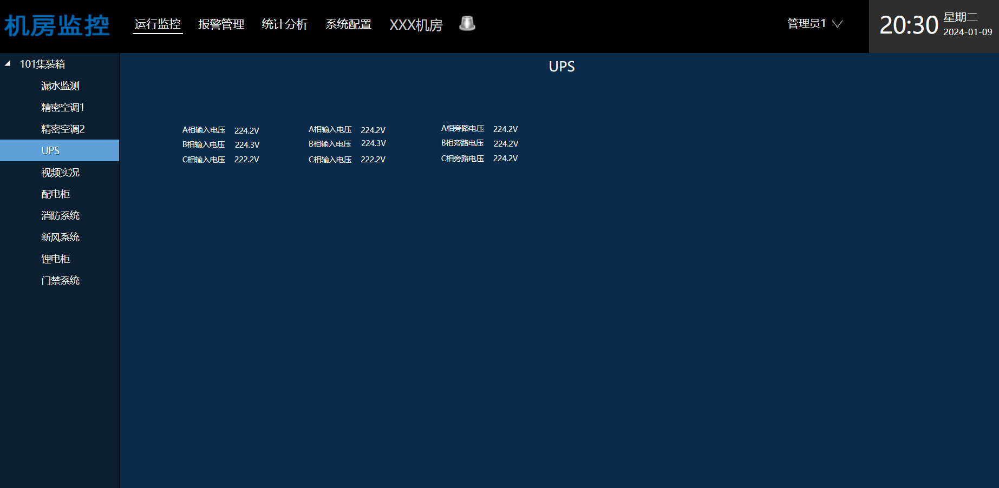 机房监控
运行监控 报警管理 统计分析 系统配置 XXX机房
管理员1
20:30
星期二
2024-01-09
101集装箱
漏水监测
精密空调1
精密空调2
UPS
视频实况
配电柜
消防系统
新风系统
锂电柜
门禁系统
UPS
A相输入电压 224.2V
B相输入电压 224.3V
C相输入电压 222.2V
A相输入电压 224.2V
B相输入电压 224.3V
C相输入电压 222.2V
A相旁路电压 224.2V
B相旁路电压 224.2V
C相旁路电压 224.2V